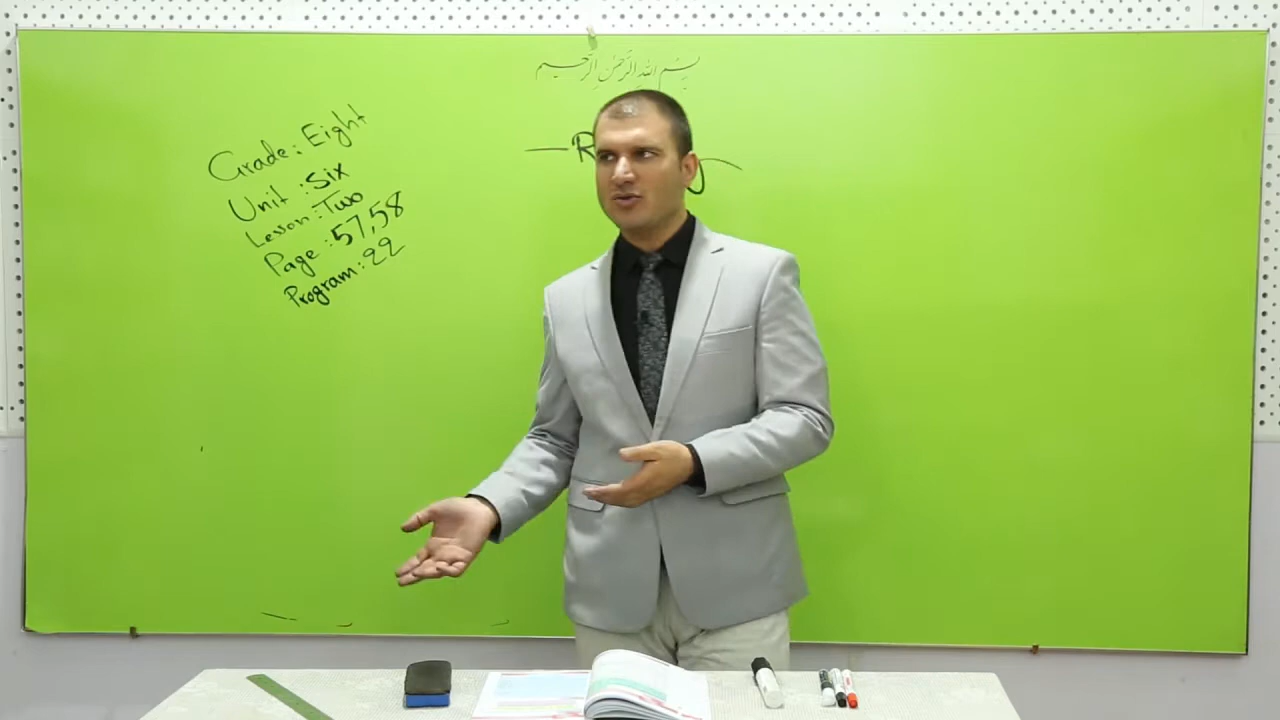 بسم الله الرحمن الرحیم
Grade: Eight
Unit: Six
Lesson: Two
Page: 57,58
Program: 22